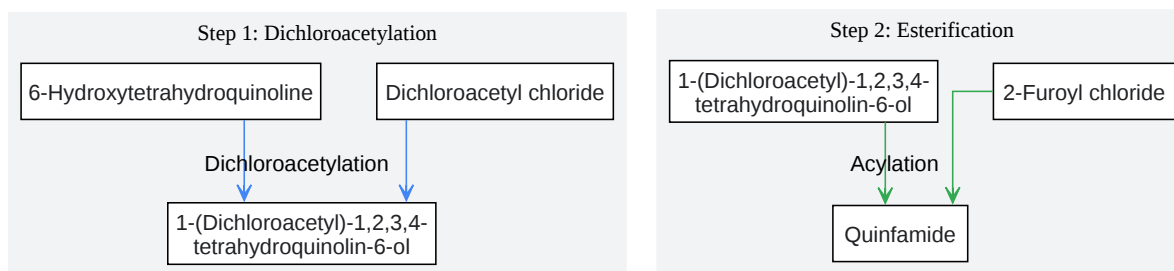 Step 1: Dichloroacetylation
6-Hydroxytetrahydroquinoline
Dichloroacetyl chloride
Dichloroacetylation
1-(Dichloroacetyl)-1,2,3,4-
tetrahydroquinolin-6-ol
Step 2: Esterification
1-(Dichloroacetyl)-1,2,3,4-
tetrahydroquinolin-6-ol
2-Furoyl chloride
Acylation
Quinfamide